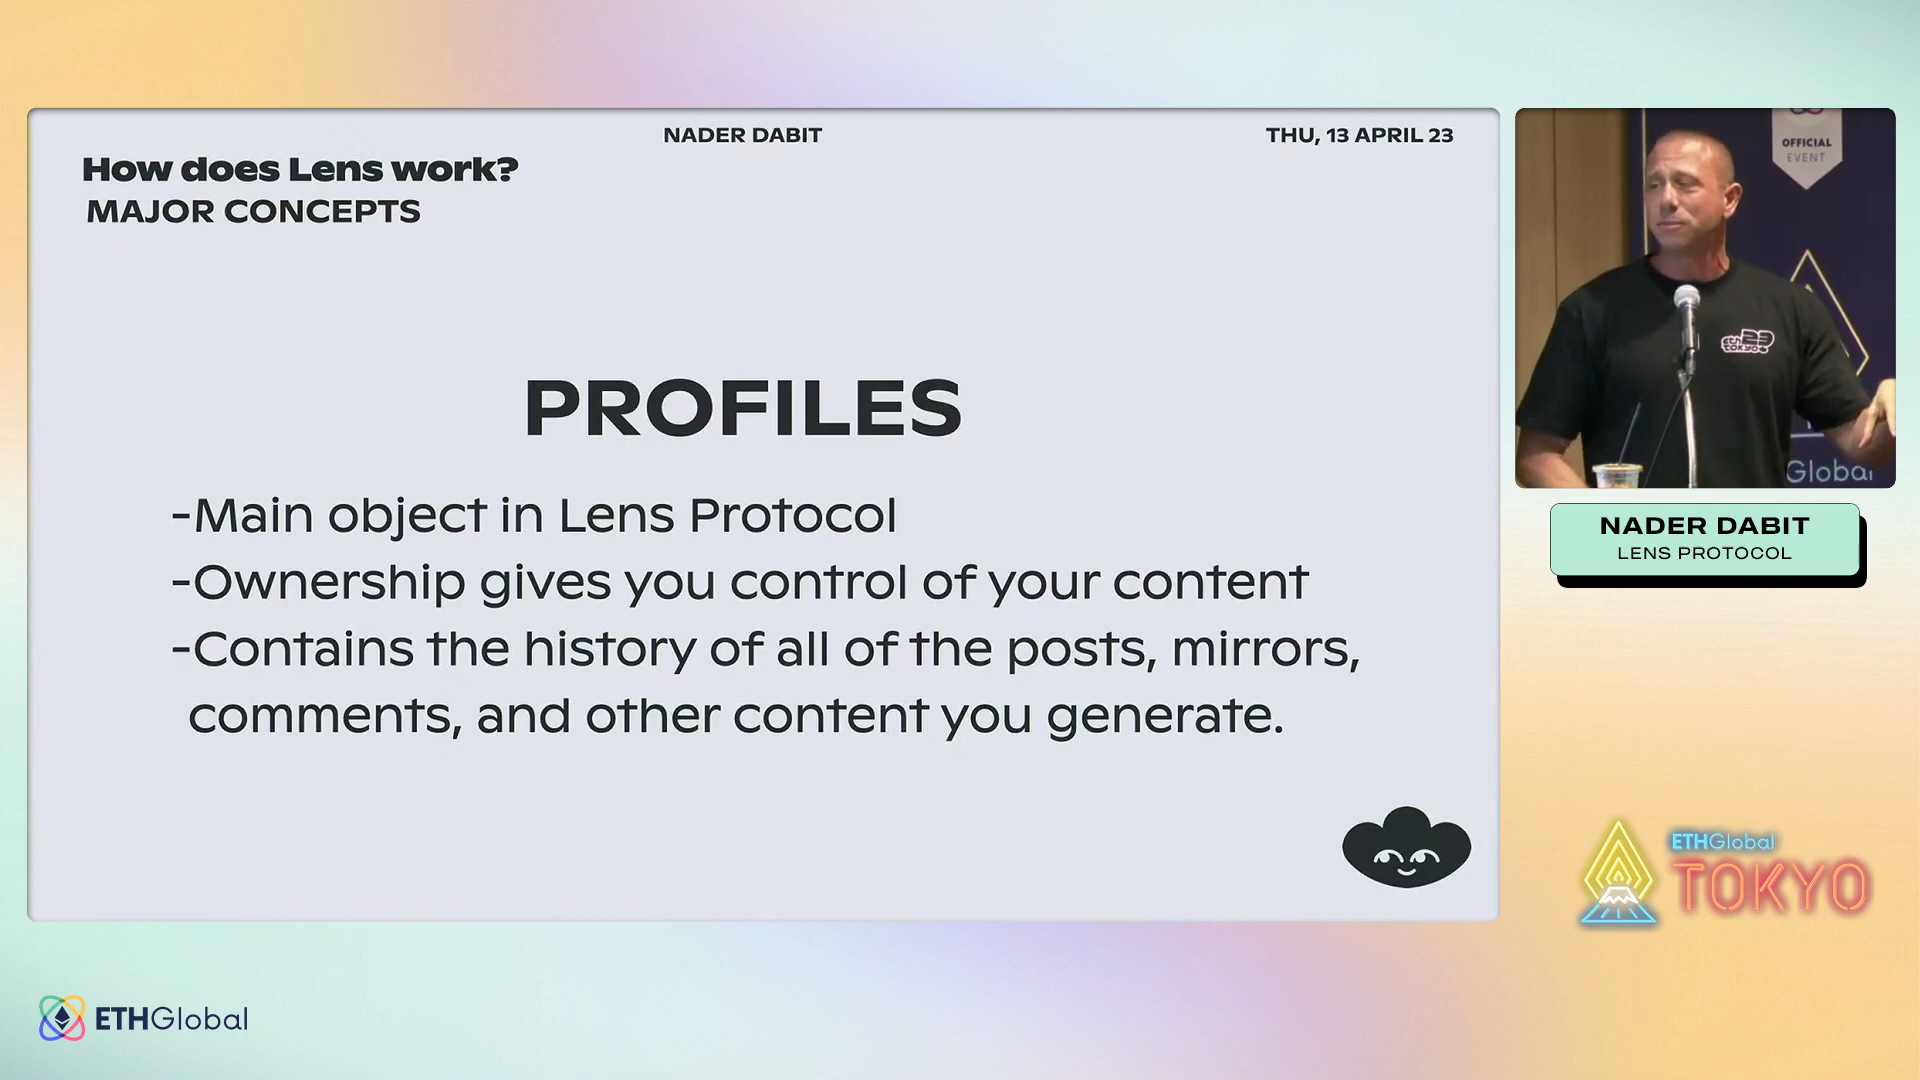 NADER DABIT
THU, 13 APRIL 23
How does Lens work?
MAJOR CONCEPTS
PROFILES
-Main object in Lens Protocol
-Ownership gives you control of your content
-Contains the history of all of the posts, mirrors,
comments, and other content you generate.
OFFICIAL
EVENT
eth23
tokyo
Global
NADER DABIT
LENS PROTOCOL
ETHGlobal
TOKYO
ETHGlobal